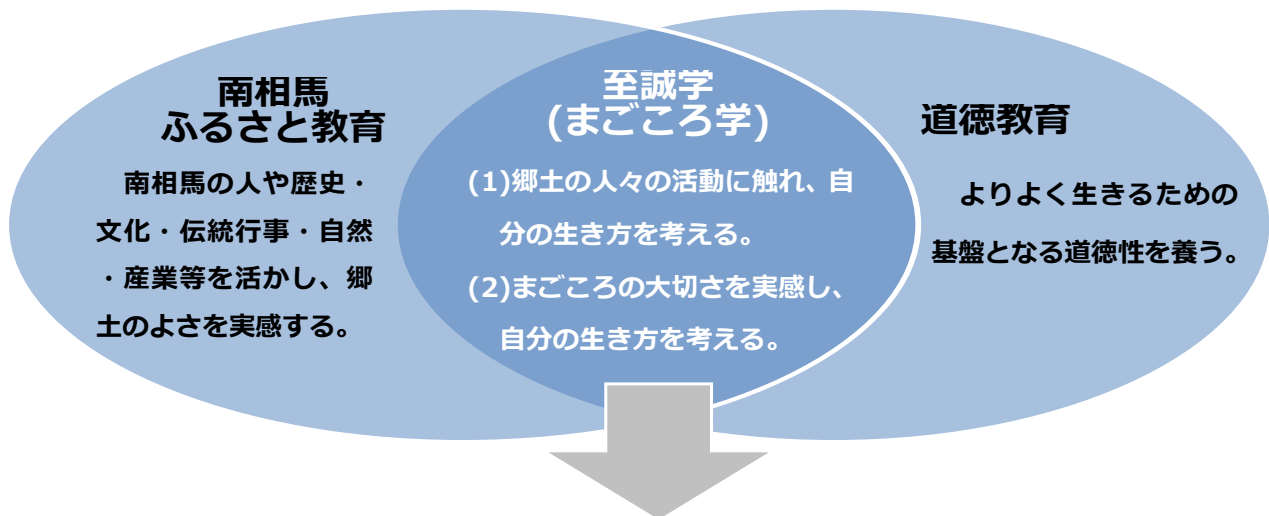 南相馬
ふるさと教育
南相馬の人や歴史・
文化・伝統行事・自然
・産業等を活かし、郷
土のよさを実感する。
至誠学
(まごころ学)
(1)郷土の人々の活動に触れ、自
分の生き方を考える。
(2)まごころの大切さを実感し、
自分の生き方を考える。
道徳教育
よりよく生きるための
基盤となる道徳性を養う。